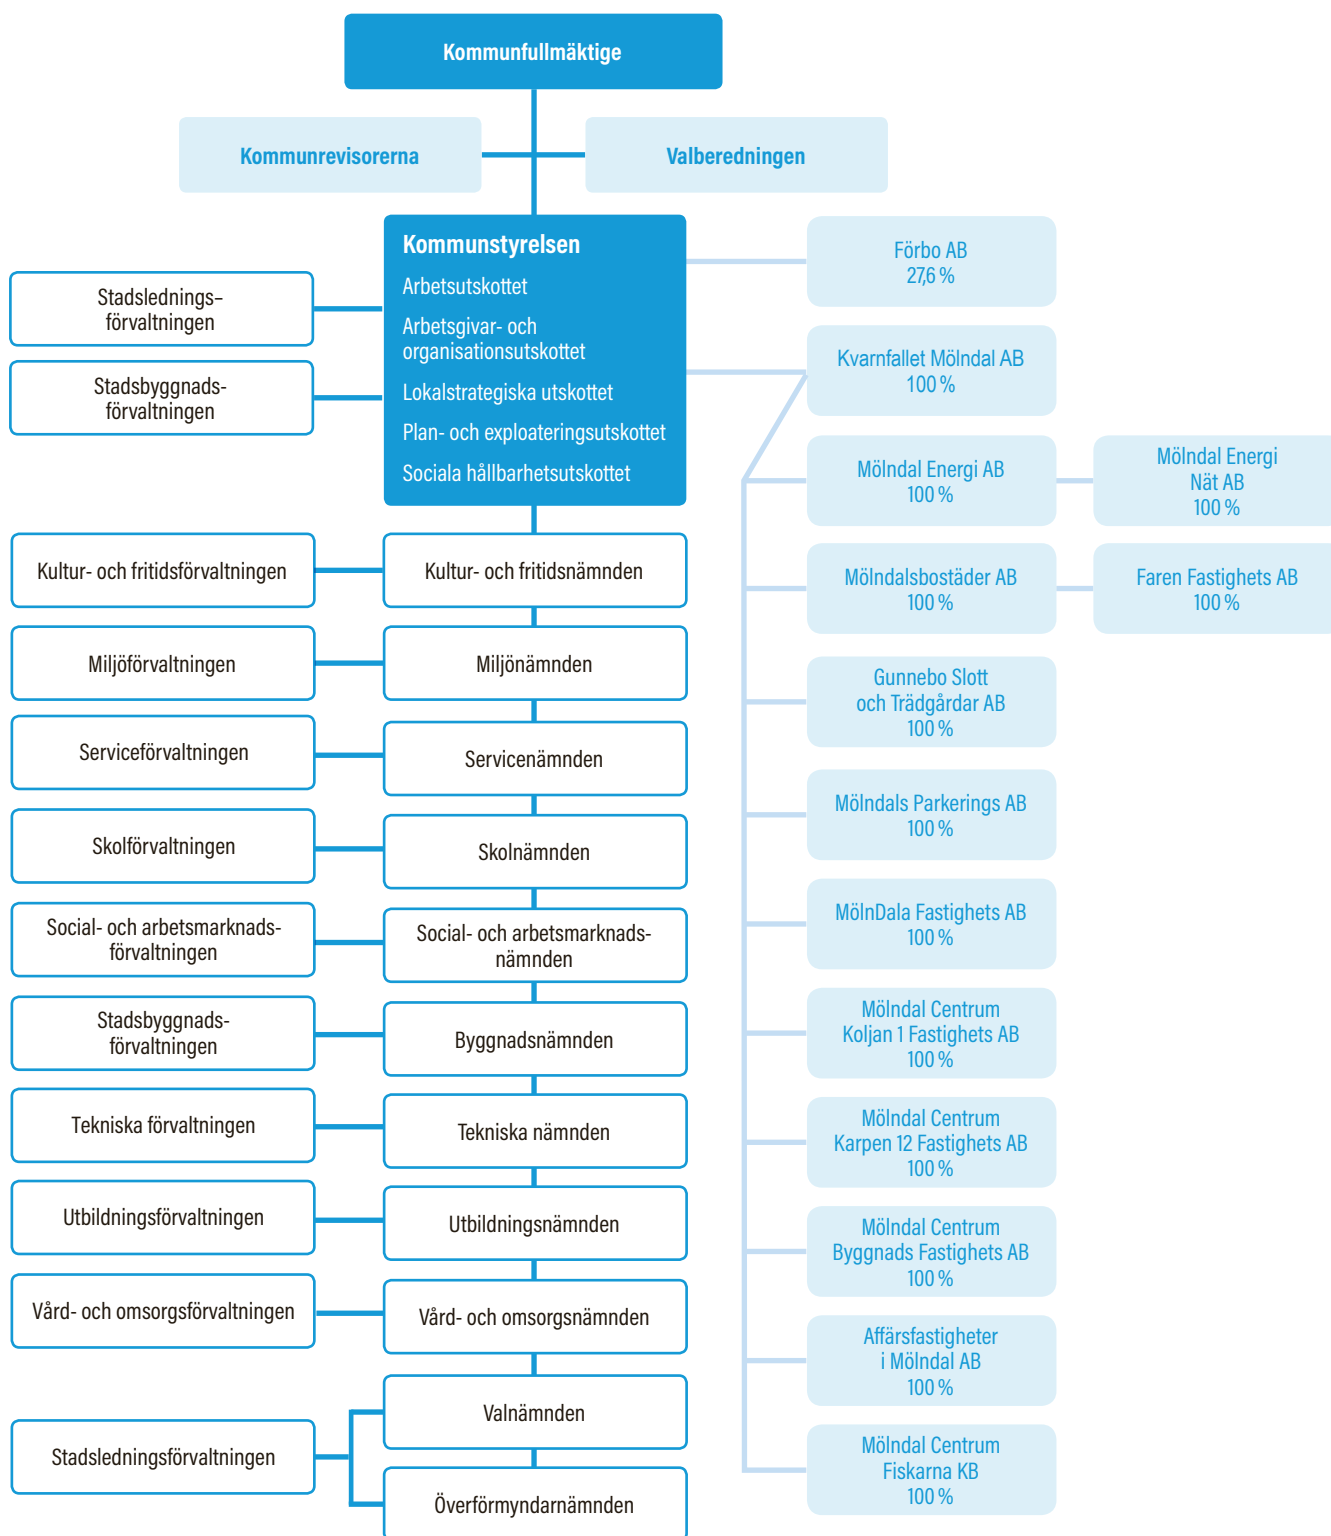 Kommunfullmäktige
Kommunrevisorerna
Valberedningen
Kommunstyrelsen
Arbetsutskottet
Arbetsgivar- och
organisationsutskottet
Lokalstrategiska utskottet
Plan- och exploateringsutskottet
Sociala hållbarhetsutskottet
Stadslednings–
förvaltningen
Stadsbyggnads-
förvaltningen
Kultur- och fritidsförvaltningen
Kultur- och fritidsnämnden
Miljöförvaltningen
Miljönämnden
Serviceförvaltningen
Servicenämnden
Skolförvaltningen
Skolnämnden
Social- och arbetsmarknads-
förvaltningen
Social- och arbetsmarknads-
nämnden
Stadsbyggnads-
förvaltningen
Byggnadsnämnden
Tekniska förvaltningen
Tekniska nämnden
Utbildningsförvaltningen
Utbildningsnämnden
Vård- och omsorgsförvaltningen
Vård- och omsorgsnämnden
Stadsledningsförvaltningen
Valnämnden
Överförmyndarnämnden
Förbo AB
27,6 %
Kvarnfallet Mölndal AB
100 %
Mölndal Energi AB
100 %
Mölndal Energi
Nät AB
100 %
Mölndalsbostäder AB
100 %
Faren Fastighets AB
100 %
Gunnebo Slott
och Trädgårdar AB
100 %
Mölndals Parkerings AB
100 %
MölnDala Fastighets AB
100 %
Mölndal Centrum
Koljan 1 Fastighets AB
100 %
Mölndal Centrum
Karpen 12 Fastighets AB
100 %
Mölndal Centrum
Byggnads Fastighets AB
100 %
Affärsfastigheter
i Mölndal AB
100 %
Mölndal Centrum
Fiskarna KB
100 %